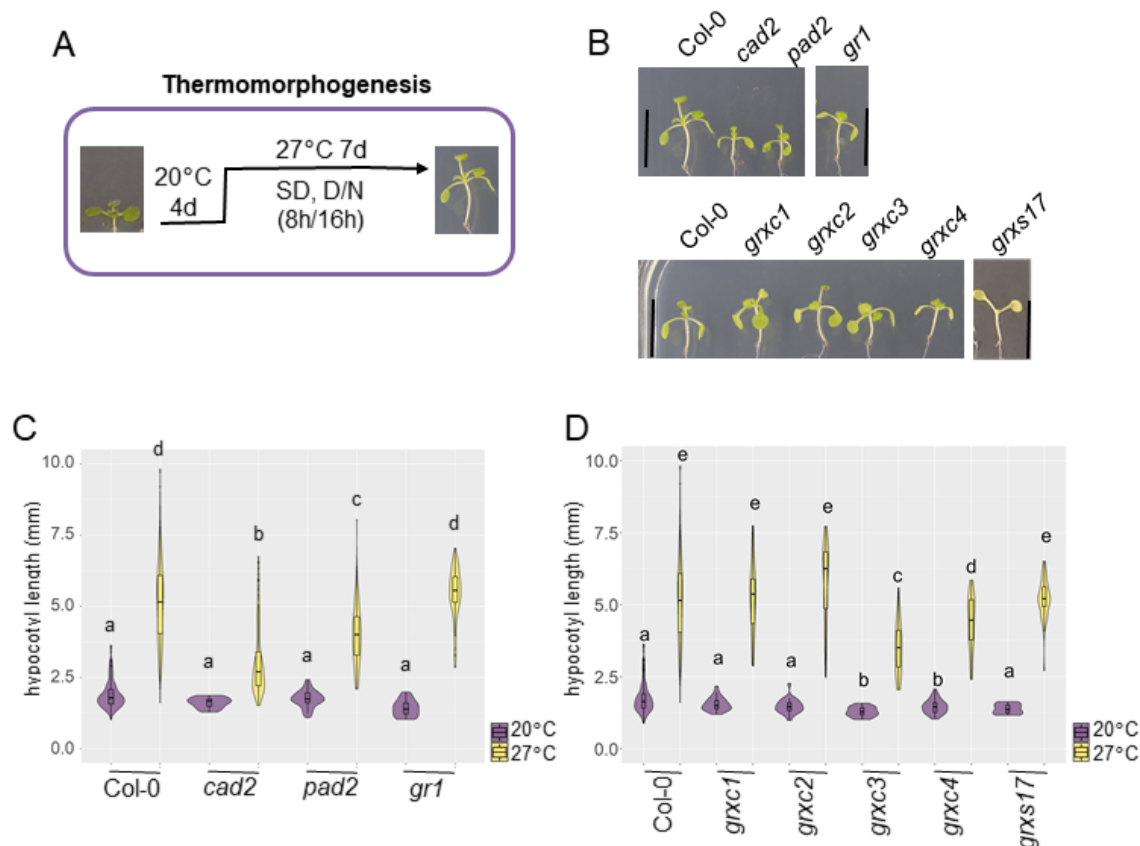 A
Thermomorphogenesis
20°C
4d
27°C 7d
SD, D/N
(8h/16h)
B
Col-0 cad2 pad2 gr1
Col-0 grxc1 grxc2 grxc3 grxc4 grxs17
C
hypocotyl length (mm)
10.0
7.5
5.0
2.5
0.0
a d a b a c a d
Col-0 cad2 pad2 gr1
20°C
27°C
D
hypocotyl length (mm)
10.0
7.5
5.0
2.5
0.0
a e a e a e b c b d a e
Col-0 grxc1 grxc2 grxc3 grxc4 grxs17
20°C
27°C